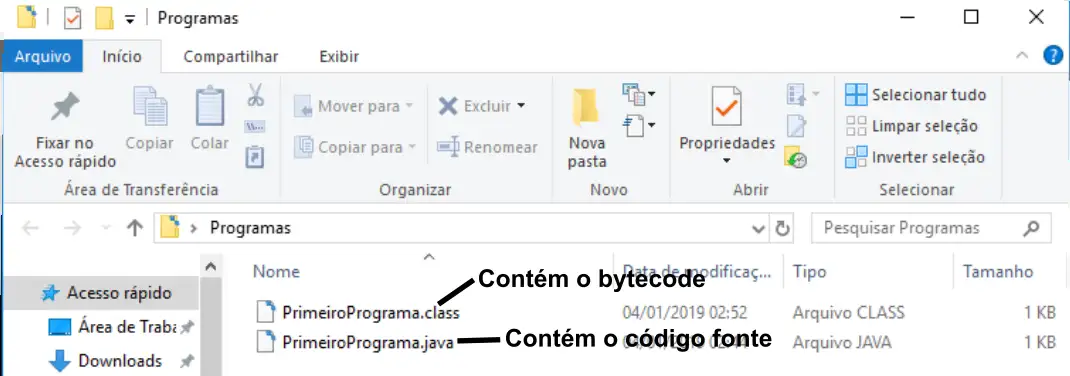 Programas
Arquivo Início Compartilhar Exibir
Fixar no Acesso rápido
Copiar
Colar
Mover para
Copiar para
Excluir
Renomear
Nova pasta
Propriedades
Selecionar tudo
Limpar seleção
Inverter seleção
Área de Transferência Organizar Novo Abrir Selecionar
Programas
Pesquisar Programas
Nome Data de modificaç... Tipo Tamanho
Contém o bytecode
Acesso rápido
PrimeiroPrograma.class 04/01/2019 02:52 Arquivo CLASS 1 KB
Área de Traba
PrimeiroPrograma.java Arquivo JAVA 1 KB
Contém o código fonte
Downloads